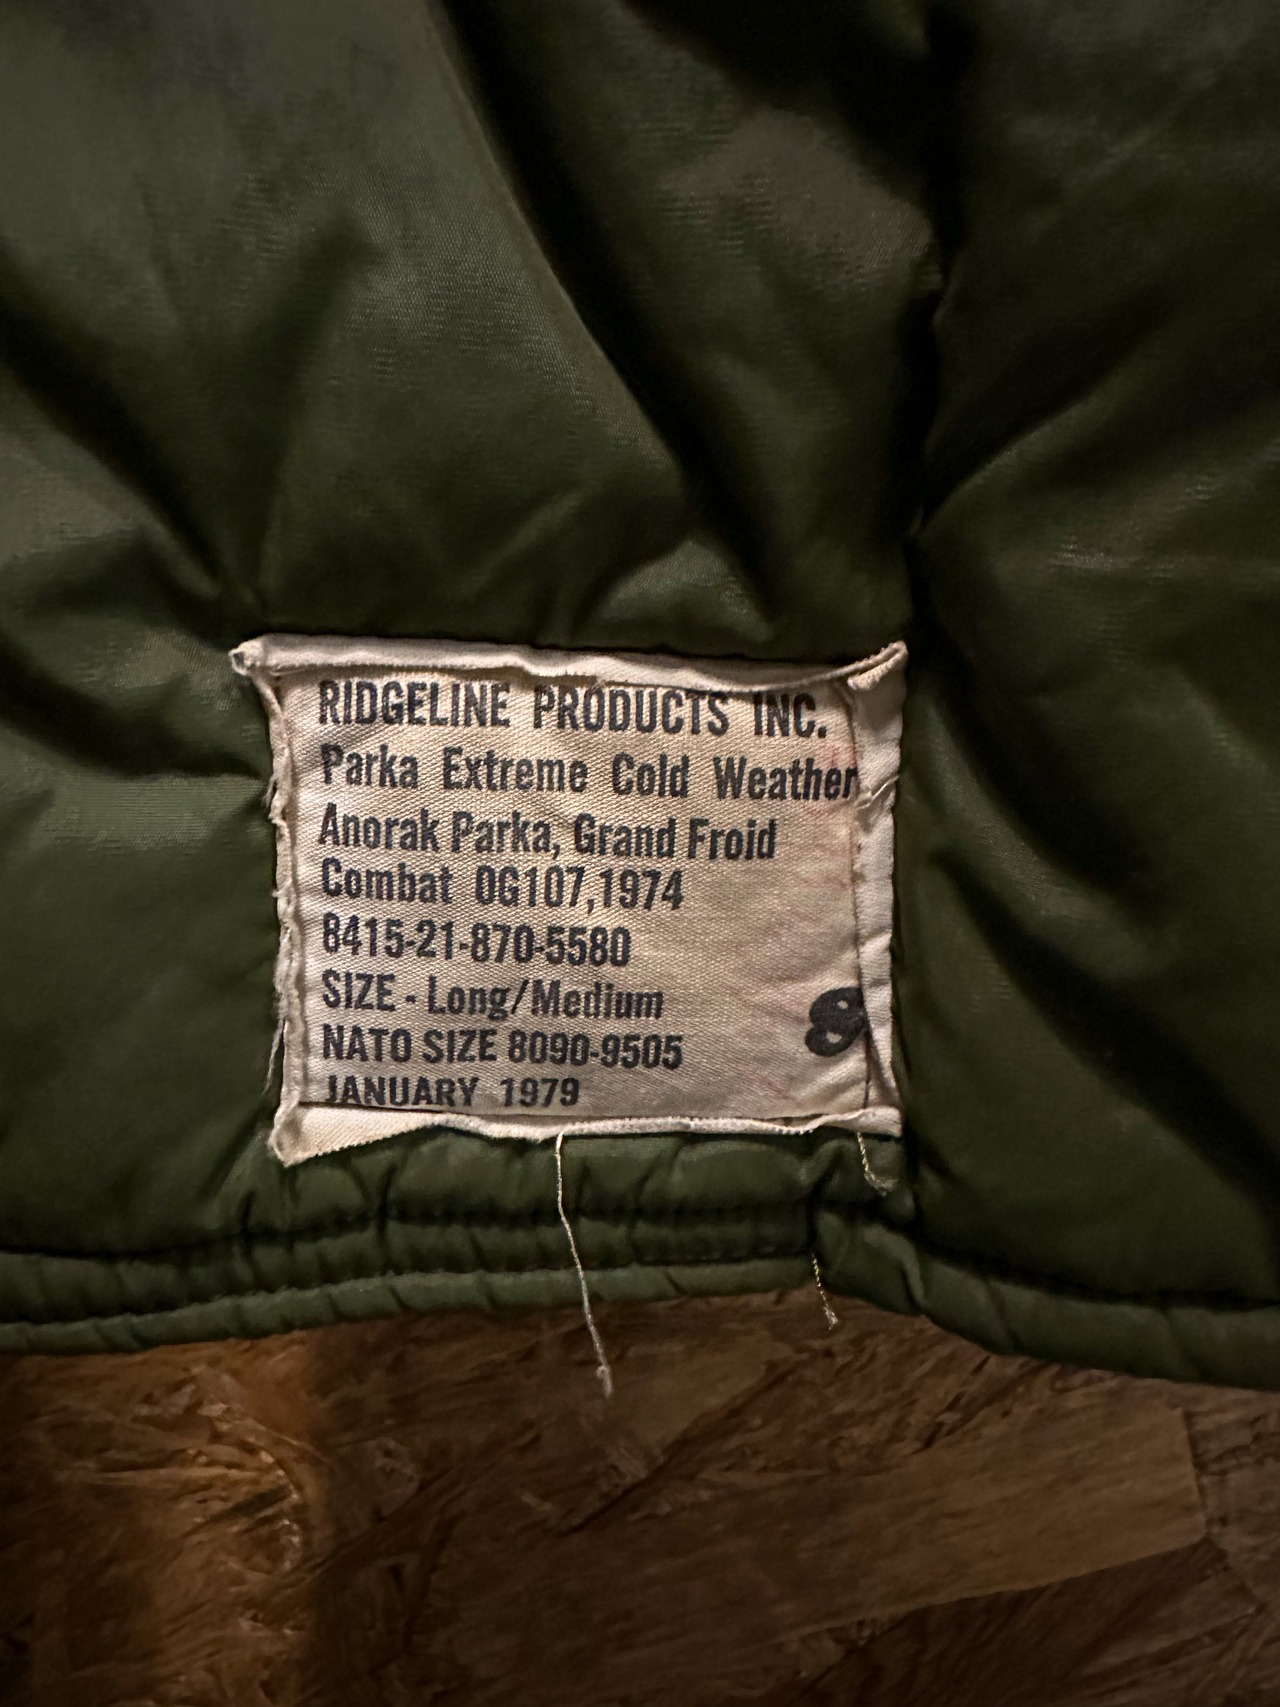 RIDGELINE PRODUCTS INC.
Parka Extreme Cold Weather
Anorak Parka, Grand Froid
Combat OG107,1974
8415-21-870-5580
SIZE - Long/Medium
8
NATO SIZE 8090-9505
JANUARY 1979